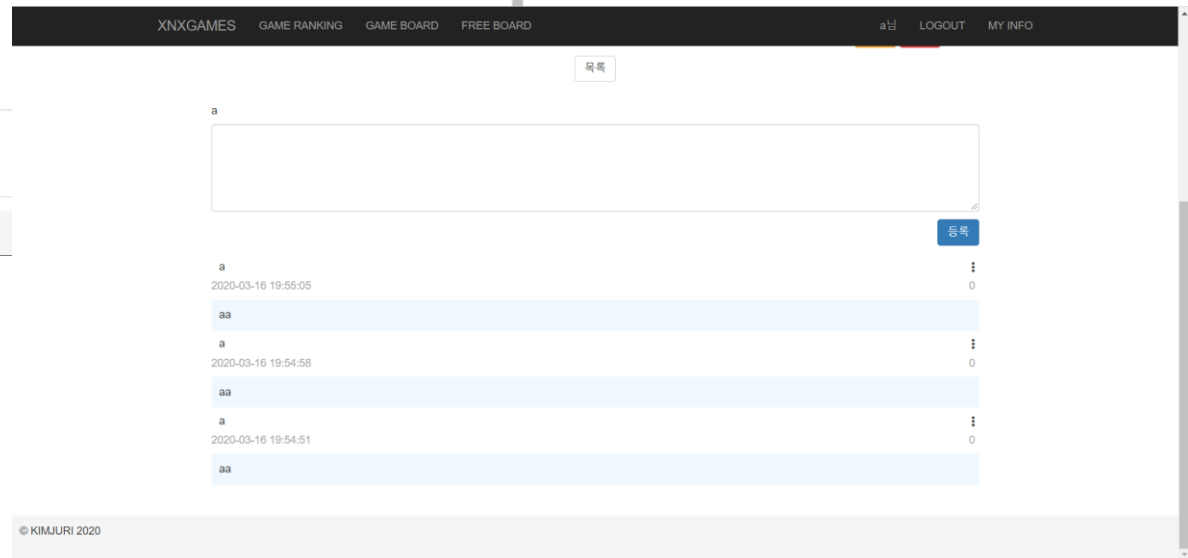 XNXGAMES GAME RANKING GAME BOARD FREE BOARD a님 LOGOUT MY INFO
목록
a
등록
a
2020-03-16 19:55:05 0
aa
a
2020-03-16 19:54:58 0
aa
a
2020-03-16 19:54:51 0
aa
© KIMJURI 2020